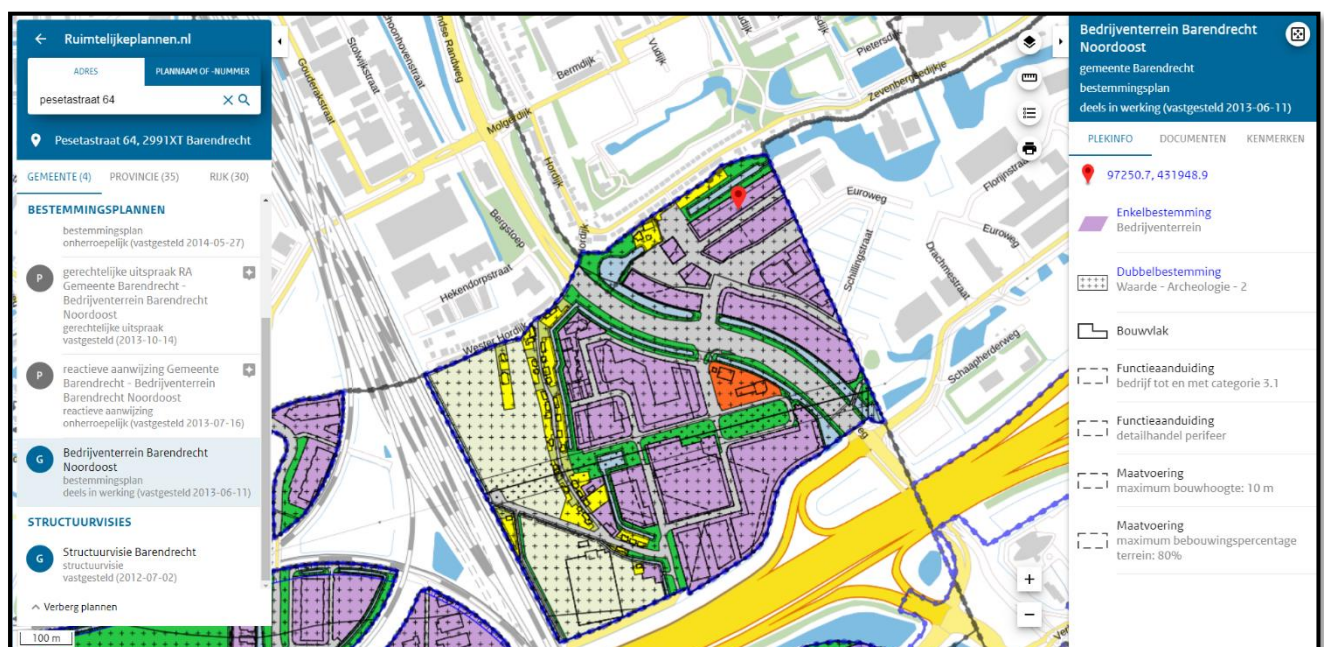 Ruimtelijkeplannen.nl
ADRES
PLANNAAM OF -NUMMER
pesetastraat 64
Pesetastraat 64, 2991XT Barendrecht
GEMEENTE (4)
PROVINCIE (35)
RIJK (30)
BESTEMMINGSPLANNEN
bestemmingsplan
onherroepelijk (vastgesteld 2014-05-27)
P
gerechtelijke uitspraak RA
Gemeente Barendrecht -
Bedrijventerrein Barendrecht
Noordoost
gerechtelijke uitspraak
vastgesteld (2013-10-14)
P
reactieve aanwijzing Gemeente
Barendrecht - Bedrijventerrein
Barendrecht Noordoost
reactieve aanwijzing
onherroepelijk (vastgesteld 2013-07-16)
G
Bedrijventerrein Barendrecht
Noordoost
bestemmingsplan
deels in werking (vastgesteld 2013-06-11)
STRUCTUURVISIES
G
Structuurvisie Barendrecht
structuurvisie
vastgesteld (2012-07-02)
Verberg plannen
100 m
Gouderakstraat
Stolwijkstraat
Schoonhovenstraat
Bermdijk
Vudijk
Pietersdijk
Zevenbergsedijkje
Molgerdijk
Hordijk
Hordijk
Bergstoep
Hekendorpstraat
Wester Hordijk
Euroweg
Florijnstraat
Euroweg
Schillingstraat
Drachmestraat
Schaapherderweg
+
−
Bedrijventerrein Barendrecht
Noordoost
gemeente Barendrecht
bestemmingsplan
deels in werking (vastgesteld 2013-06-11)
PLEKINFO
DOCUMENTEN
KENMERKEN
97250.7, 431948.9
Enkelbestemming
Bedrijventerrein
Dubbelbestemming
Waarde - Archeologie - 2
Bouwvlak
Functieaanduiding
bedrijf tot en met categorie 3.1
Functieaanduiding
detailhandel perifeer
Maatvoering
maximum bouwhoogte: 10 m
Maatvoering
maximum bebouwingspercentage
terrein: 80%